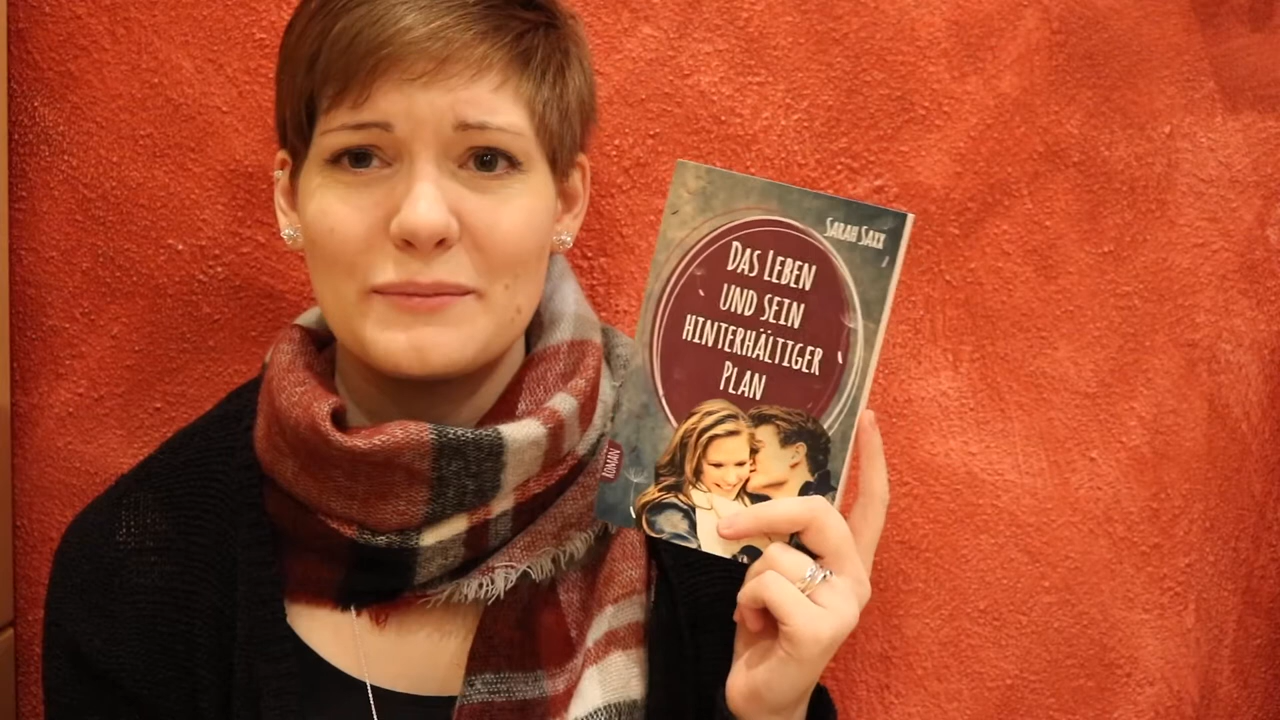 SARAH SAXX
DAS LEBEN
UND SEIN
HINTERHÄLTIGER
PLAN
ROMAN